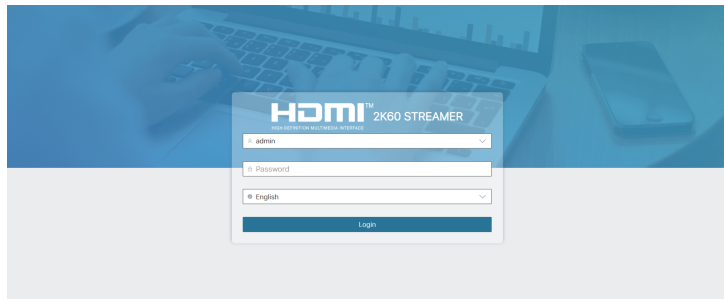 HDMI™ 2K60 STREAMER
HIGH-DEFINITION MULTIMEDIA INTERFACE
admin
Password
English
Login